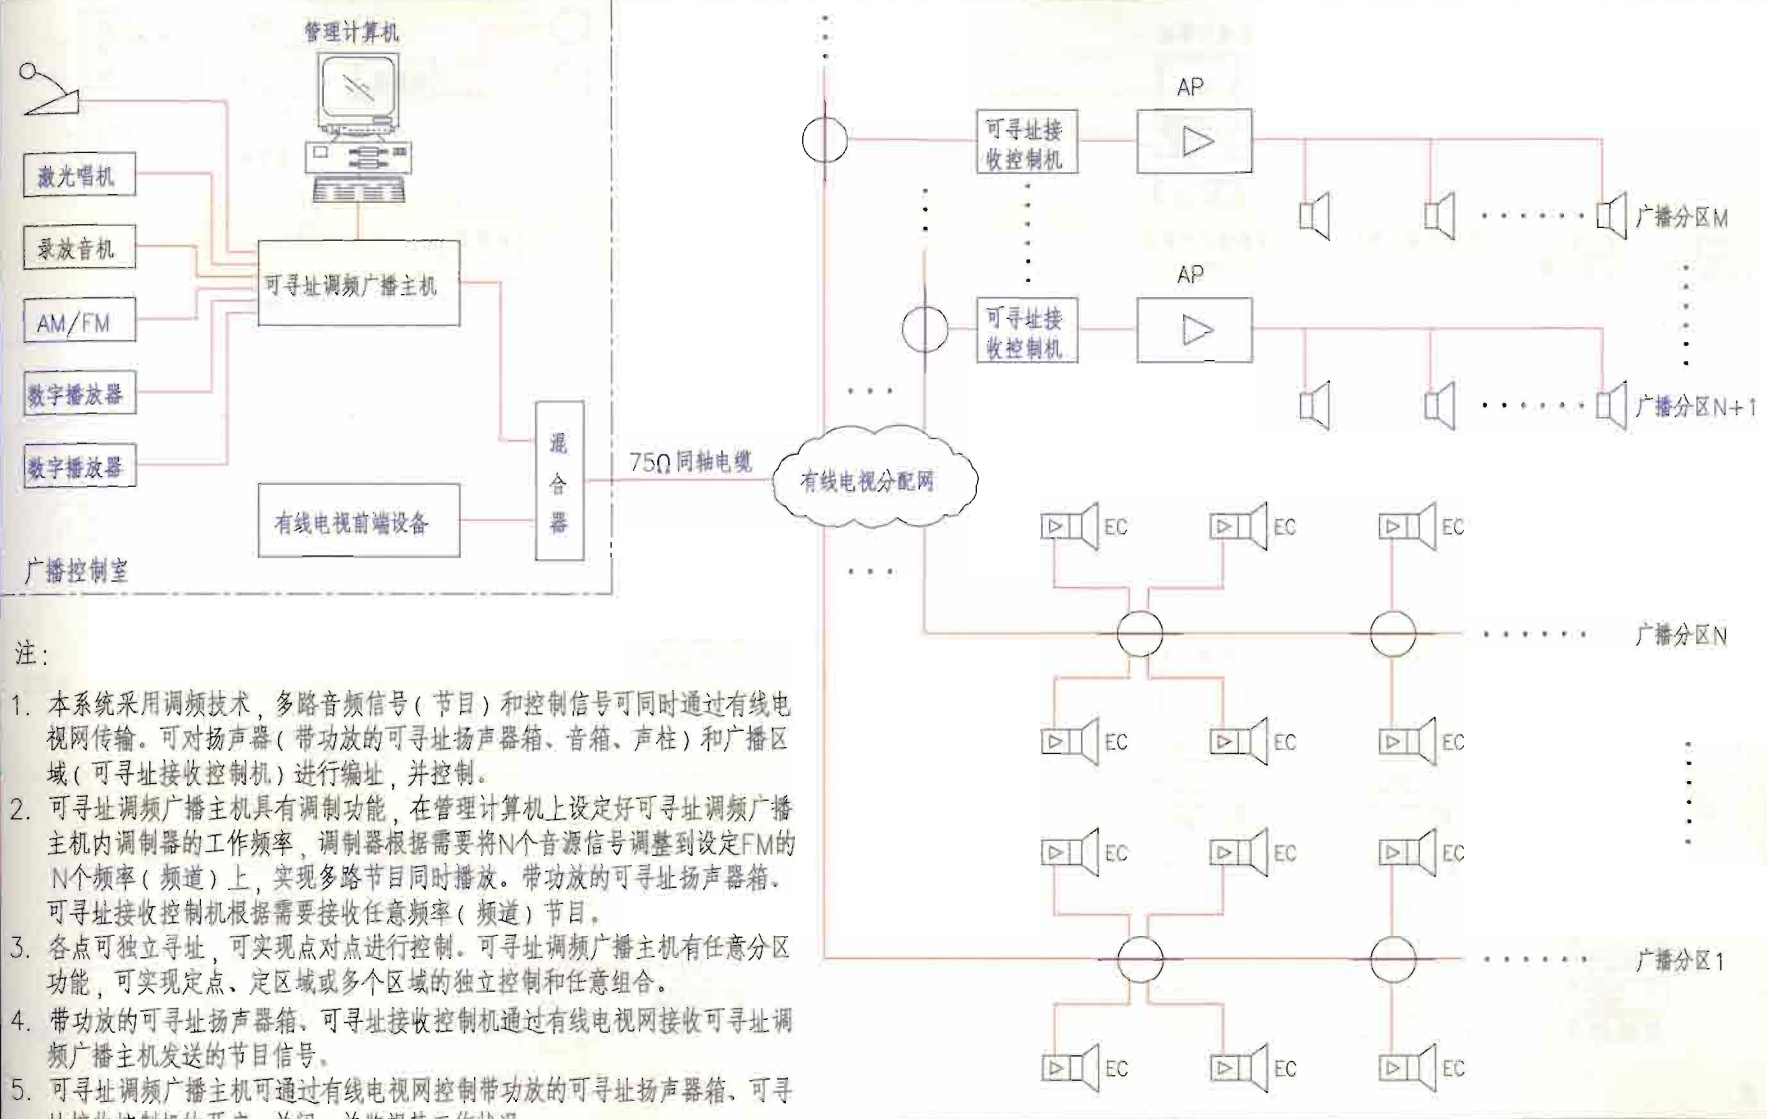 管理计算机
激光唱机
录放音机
AM/FM
数字播放器
数字播放器
可寻址调频广播主机
有线电视前端设备
混
合
器
广播控制室
75Ω同轴电缆
有线电视分配网
AP
可寻址接
收控制机
广播分区M
AP
可寻址接
收控制机
广播分区N+1
EC
EC
EC
广播分区N
EC
EC
EC
EC
EC
EC
广播分区1
EC
EC
EC
注:
1. 本系统采用调频技术,多路音频信号(节目)和控制信号可同时通过有线电
视网传输。可对扬声器(带功放的可寻址扬声器箱、音箱、声柱)和广播区
域(可寻址接收控制机)进行编址,并控制。
2. 可寻址调频广播主机具有调制功能,在管理计算机上设定好可寻址调频广播
主机内调制器的工作频率,调制器根据需要将N个音源信号调整到设定FM的
N个频率(频道)上,实现多路节目同时播放。带功放的可寻址扬声器箱、
可寻址接收控制机根据需要接收任意频率(频道)节目。
3. 各点可独立寻址,可实现点对点进行控制。可寻址调频广播主机有任意分区
功能,可实现定点、定区域或多个区域的独立控制和任意组合。
4. 带功放的可寻址扬声器箱、可寻址接收控制机通过有线电视网接收可寻址调
频广播主机发送的节目信号。
5. 可寻址调频广播主机可通过有线电视网控制带功放的可寻址扬声器箱、可寻